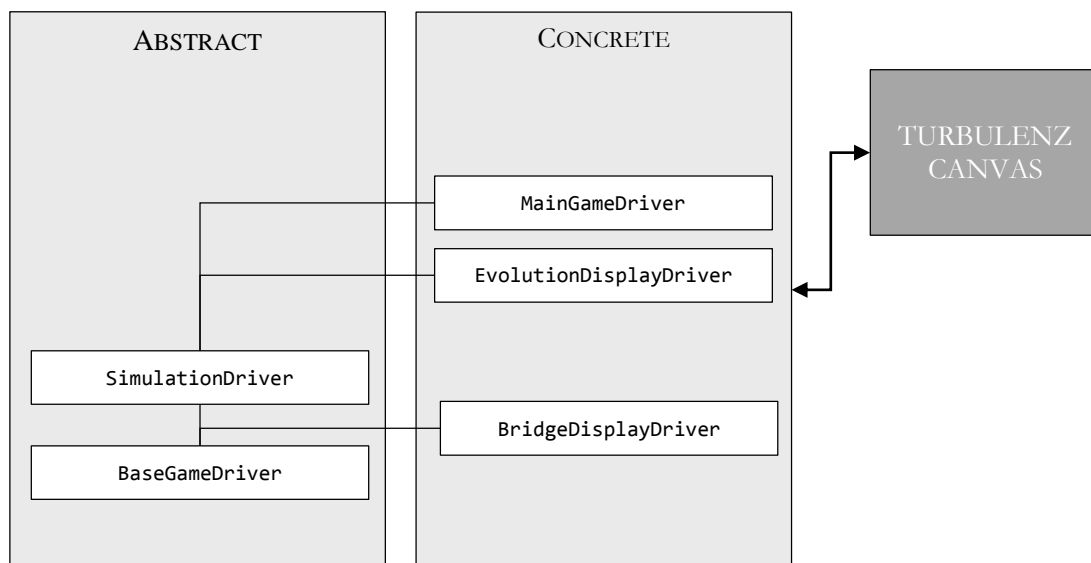 ABSTRACT
CONCRETE
TURBULENZ
CANVAS
MainGameDriver
EvolutionDisplayDriver
SimulationDriver
BridgeDisplayDriver
BaseGameDriver